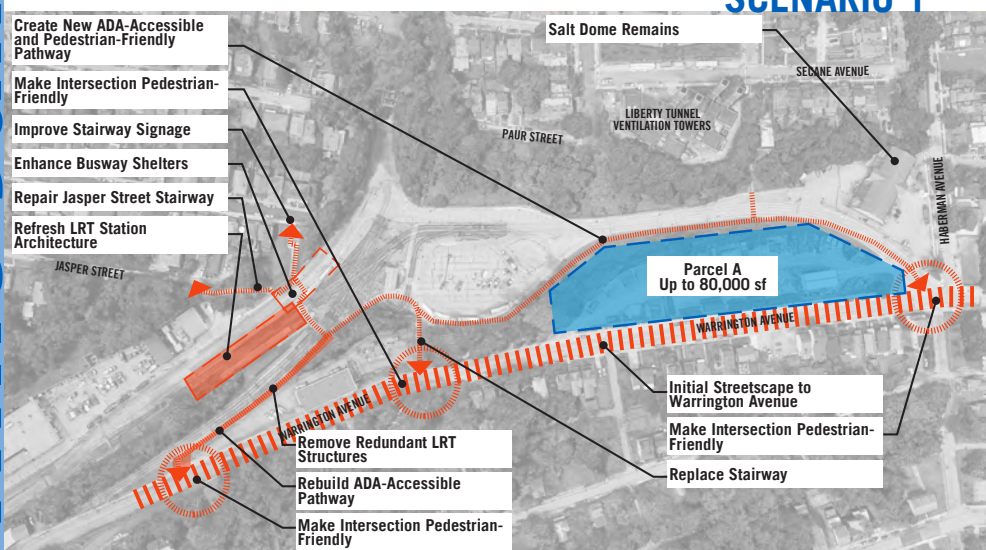 SCENARIO 1
Create New ADA-Accessible
and Pedestrian-Friendly
Pathway
Make Intersection Pedestrian-
Friendly
Improve Stairway Signage
Enhance Busway Shelters
Repair Jasper Street Stairway
Refresh LRT Station
Architecture
JASPER STREET
Salt Dome Remains
SECANE AVENUE
LIBERTY TUNNEL
VENTILATION TOWERS
PAUR STREET
HABERMAN AVENUE
Parcel A
Up to 80,000 sf
WARRINGTON AVENUE
WARRINGTON AVENUE
Initial Streetscape to
Warrington Avenue
Make Intersection Pedestrian-
Friendly
Replace Stairway
Remove Redundant LRT
Structures
Rebuild ADA-Accessible
Pathway
Make Intersection Pedestrian-
Friendly